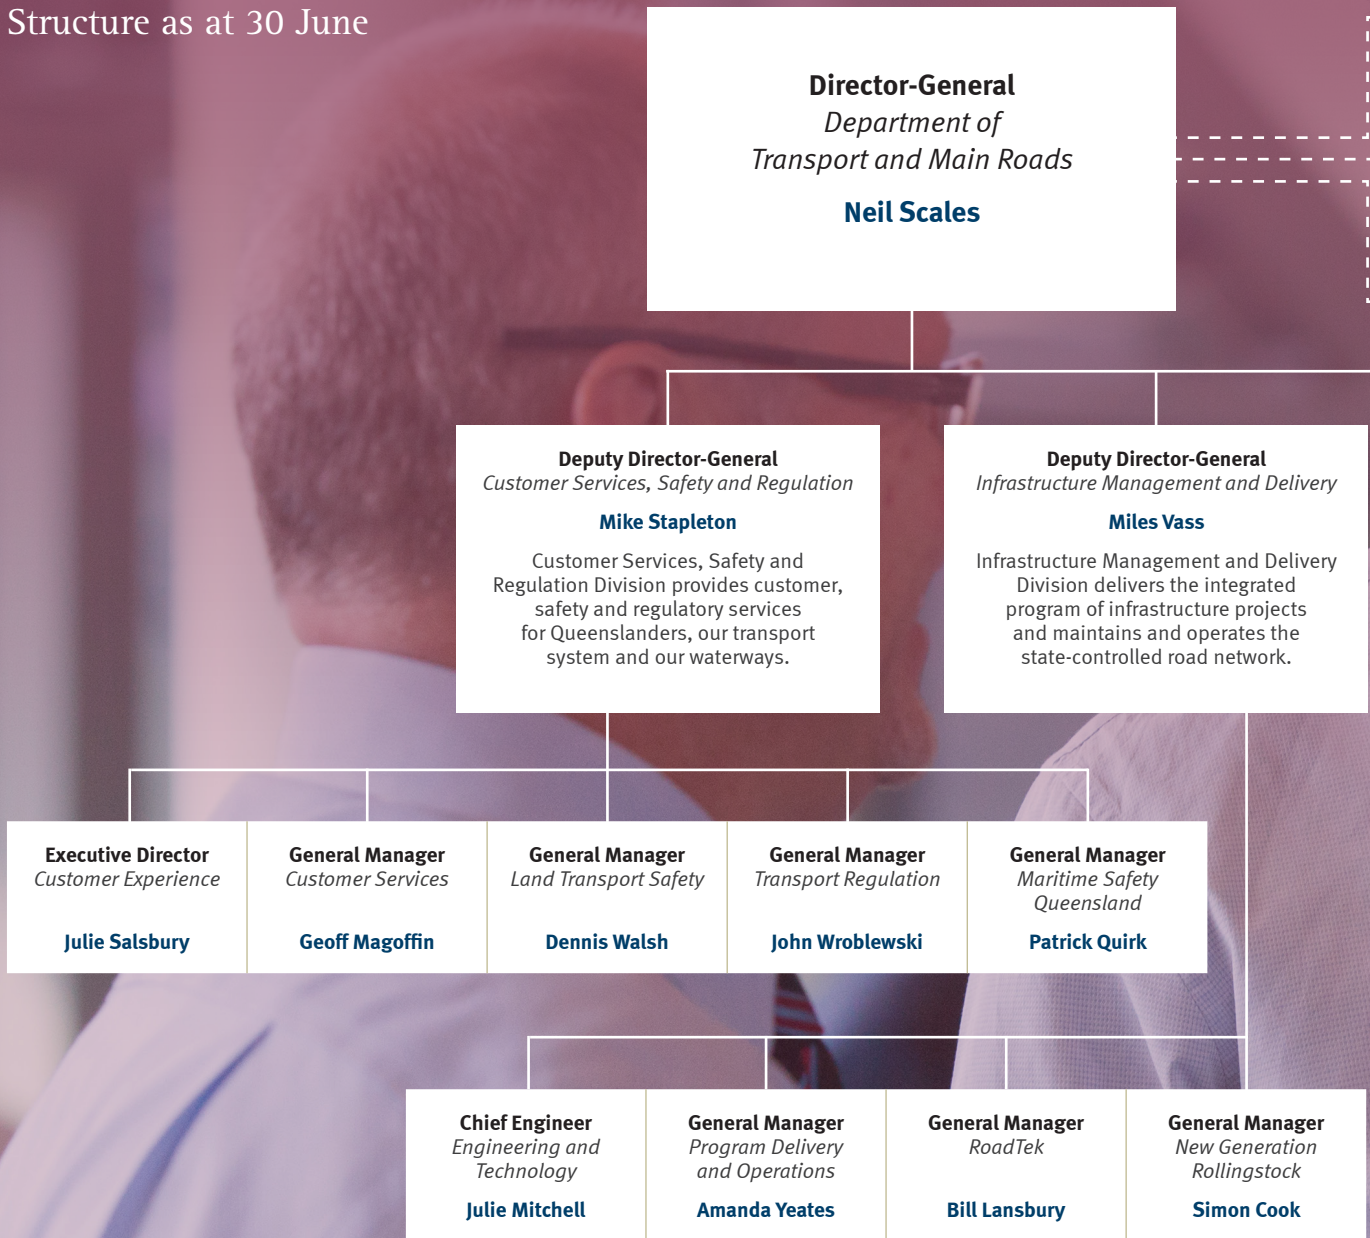 Structure as at 30 June
Director-General
Department of
Transport and Main Roads
Neil Scales
Deputy Director-General
Customer Services, Safety and Regulation
Mike Stapleton
Customer Services, Safety and
Regulation Division provides customer,
safety and regulatory services
for Queenslanders, our transport
system and our waterways.
Deputy Director-General
Infrastructure Management and Delivery
Miles Vass
Infrastructure Management and Delivery
Division delivers the integrated
program of infrastructure projects
and maintains and operates the
state-controlled road network.
Executive Director
Customer Experience
Julie Salsbury
General Manager
Customer Services
Geoff Magoffin
General Manager
Land Transport Safety
Dennis Walsh
General Manager
Transport Regulation
John Wroblewski
General Manager
Maritime Safety
Queensland
Patrick Quirk
Chief Engineer
Engineering and
Technology
Julie Mitchell
General Manager
Program Delivery
and Operations
Amanda Yeates
General Manager
RoadTek
Bill Lansbury
General Manager
New Generation
Rollingstock
Simon Cook